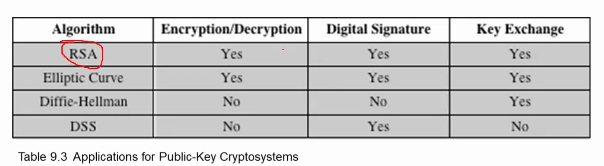 Algorithm Encryption/Decryption Digital Signature Key Exchange
RSA Yes Yes Yes
Elliptic Curve Yes Yes Yes
Diffie-Hellman No No Yes
DSS No Yes No
Table 9.3 Applications for Public-Key Cryptosystems